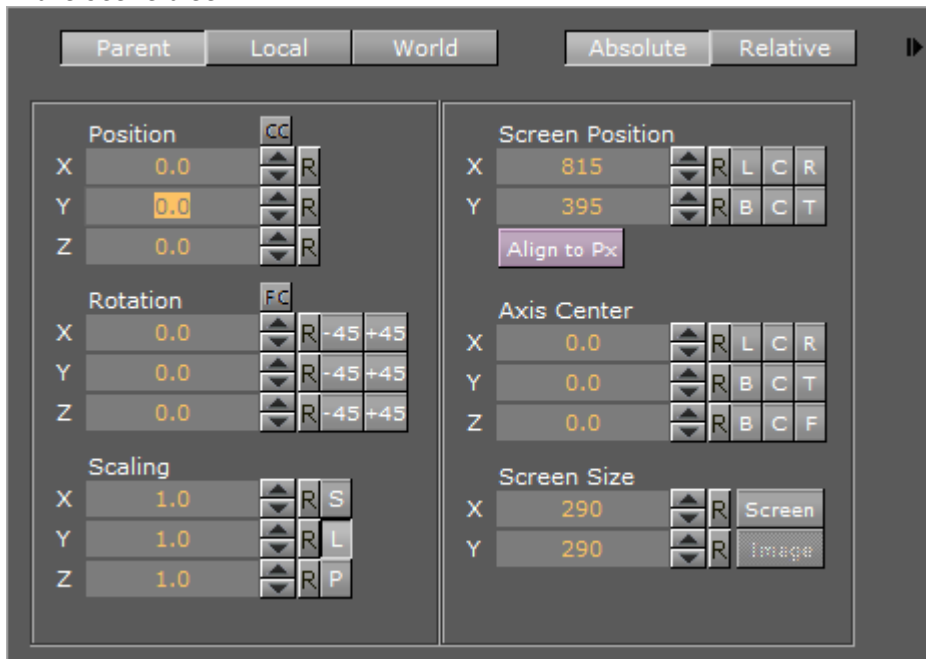 Parent Local World Absolute Relative
Position CC
X 0.0 R
Y 0.0 R
Z 0.0 R
Rotation FC
X 0.0 R -45 +45
Y 0.0 R -45 +45
Z 0.0 R -45 +45
Scaling
X 1.0 R S
Y 1.0 R L
Z 1.0 R P
Screen Position
X 815 R L C R
Y 395 R B C T
Align to Px
Axis Center
X 0.0 R L C R
Y 0.0 R B C T
Z 0.0 R B C F
Screen Size
X 290 R Screen
Y 290 R Image